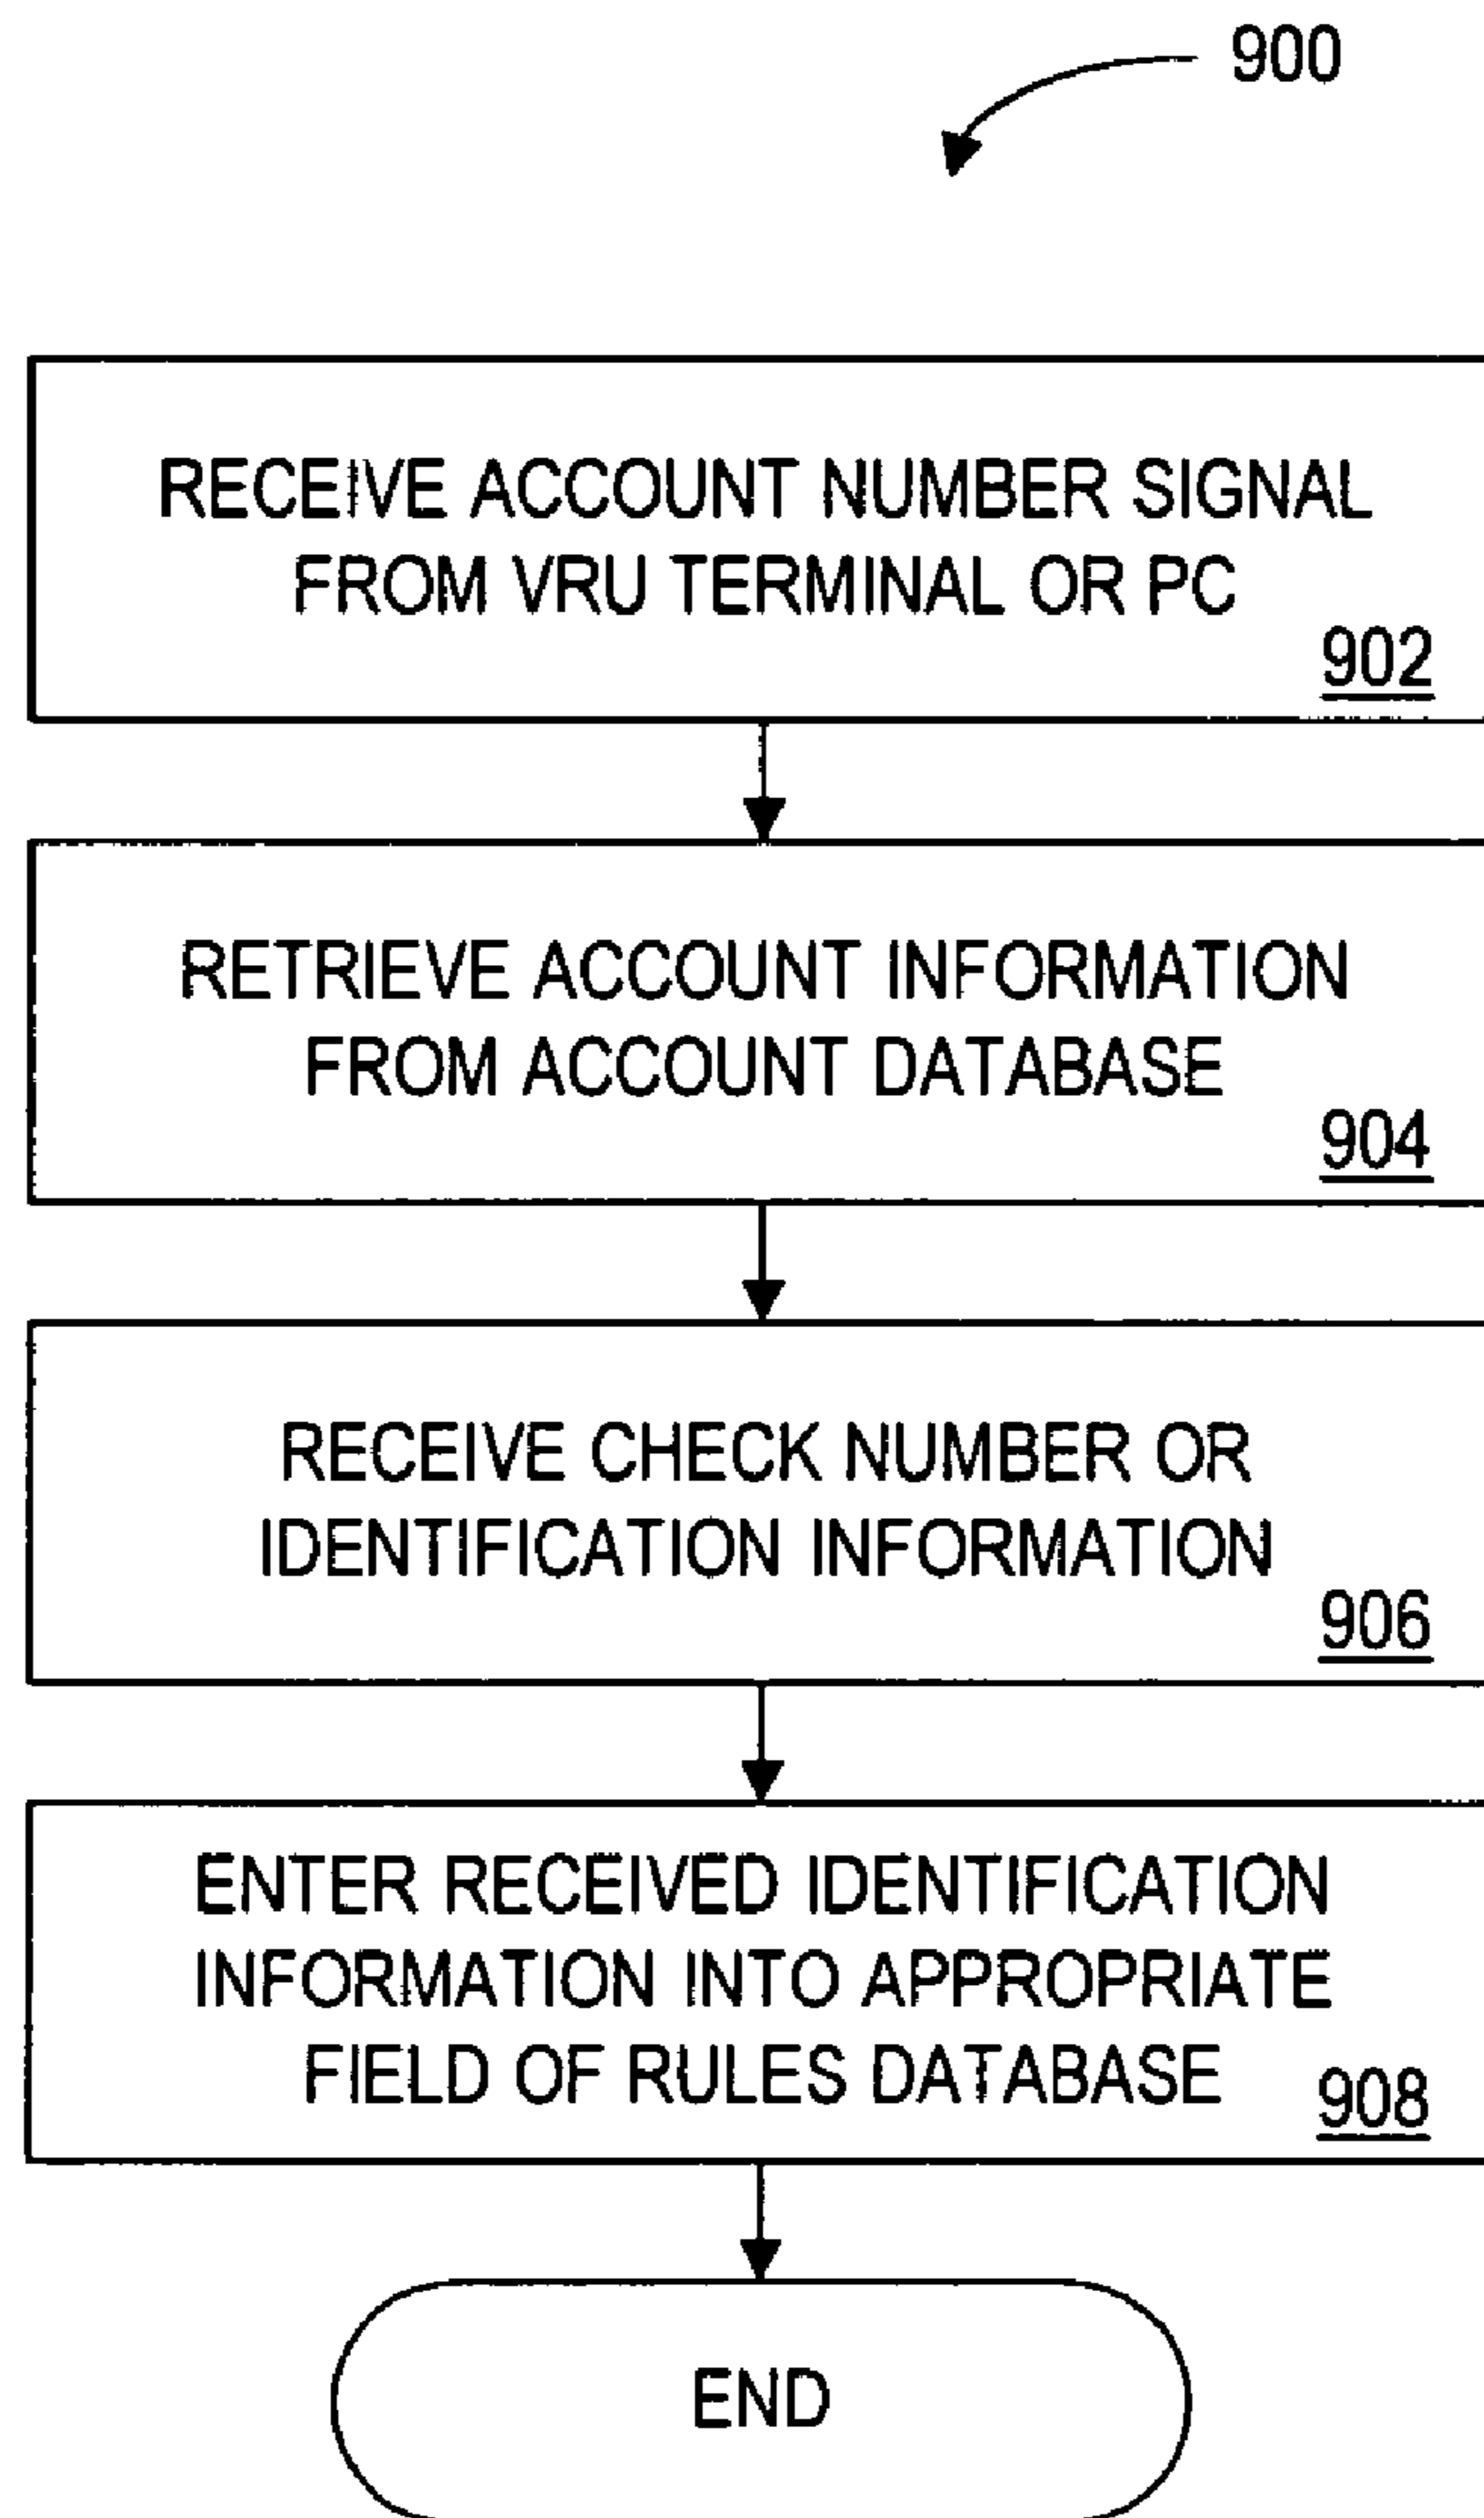 900
RECEIVE ACCOUNT NUMBER SIGNAL
FROM VRU TERMINAL OR PC
902
RETRIEVE ACCOUNT INFORMATION
FROM ACCOUNT DATABASE
904
RECEIVE CHECK NUMBER OR
IDENTIFICATION INFORMATION
906
ENTER RECEIVED IDENTIFICATION
INFORMATION INTO APPROPRIATE
FIELD OF RULES DATABASE
908
END